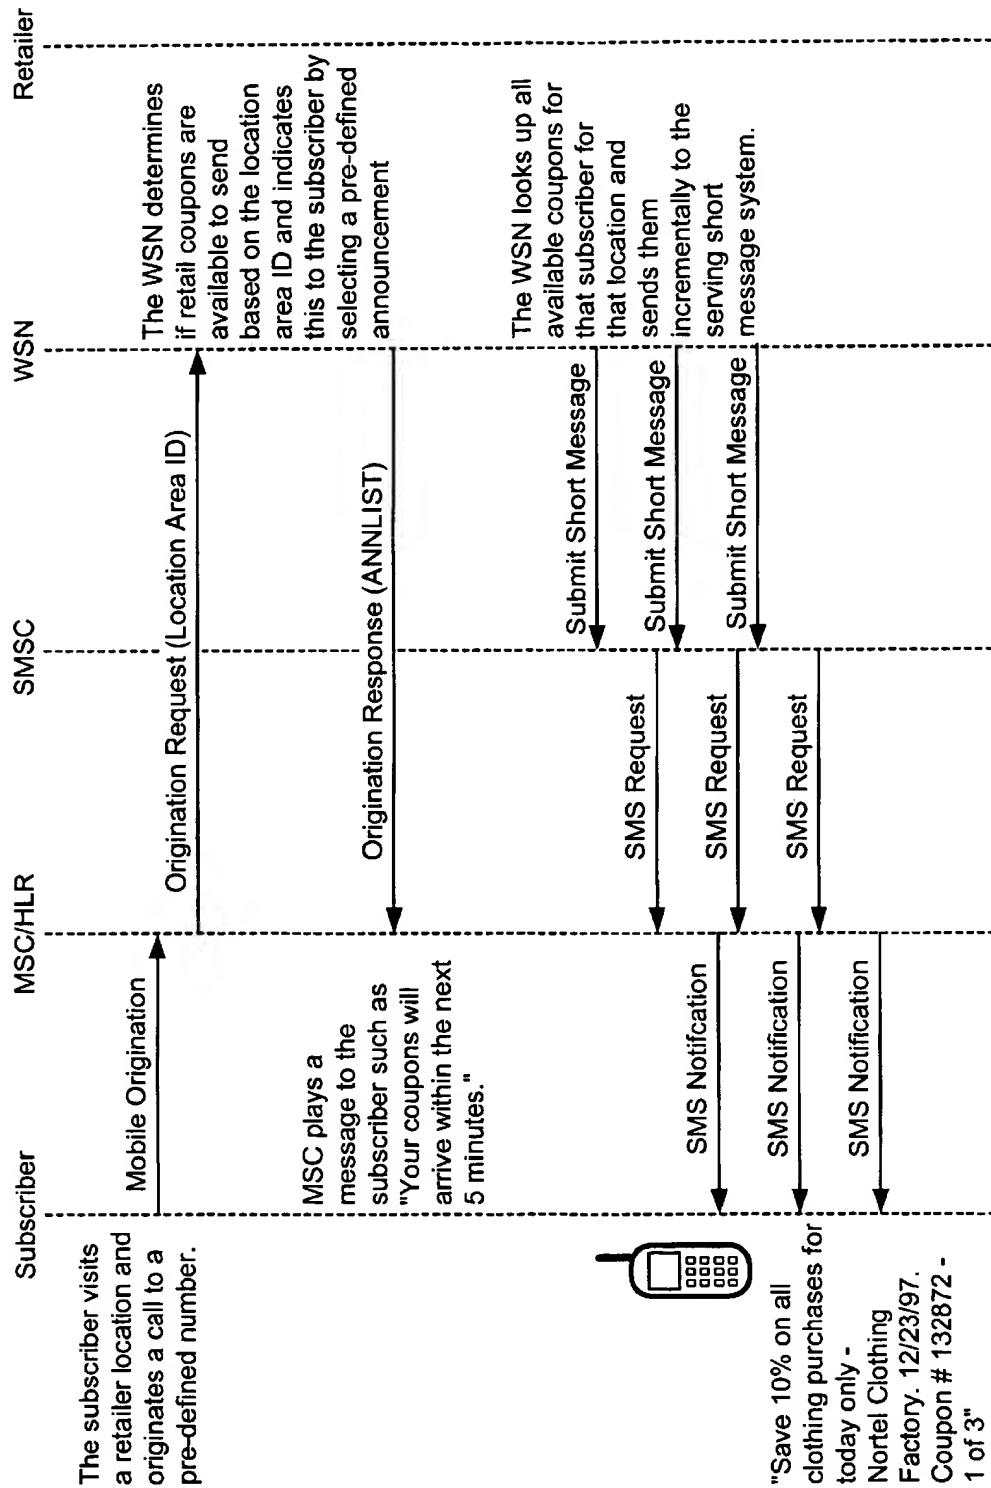 Subscriber
MSC/HLR
SMSC
WSN
Retailer
The subscriber visits
a retailer location and
originates a call to a
pre-defined number.
Mobile Origination
Origination Request (Location Area ID)
The WSN determines
if retail coupons are
available to send
based on the location
area ID and indicates
this to the subscriber by
selecting a pre-defined
announcement
Origination Response (ANNLIST)
MSC plays a
message to the
subscriber such as
"Your coupons will
arrive within the next
5 minutes."
The WSN looks up all
available coupons for
that subscriber for
that location and
sends them
incrementally to the
serving short
message system.
Submit Short Message
Submit Short Message
Submit Short Message
SMS Request
SMS Request
SMS Request
SMS Notifcation
SMS Notification
SMS Notification
"Save 10% on all
clothing purchases for
today only -
Nortel Clothing
Factory. 12/23/97.
Coupon # 132872 -
1 of 3"